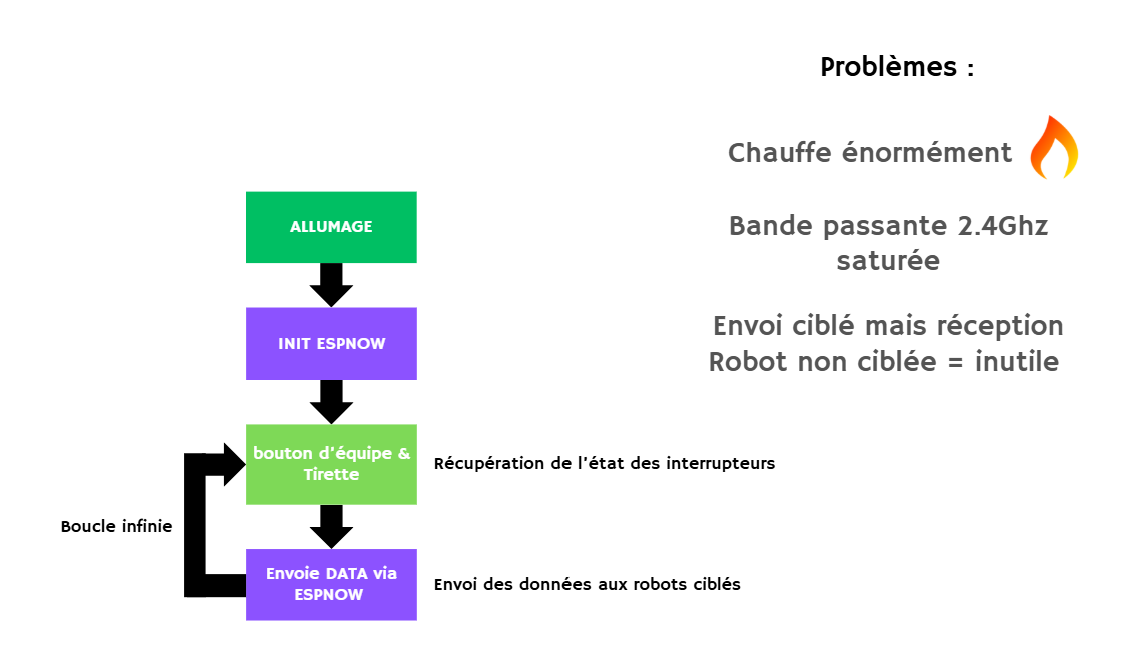 Problèmes :
Chauffe énormément
Bande passante 2.4Ghz
saturée
Envoi ciblé mais réception
Robot non ciblée = inutile
ALLUMAGE
INIT ESPNOW
bouton d'équipe &
Tirette
Récupération de l'état des interrupteurs
Boucle infinie
Envoie DATA via
ESPNOW
Envoi des données aux robots ciblés